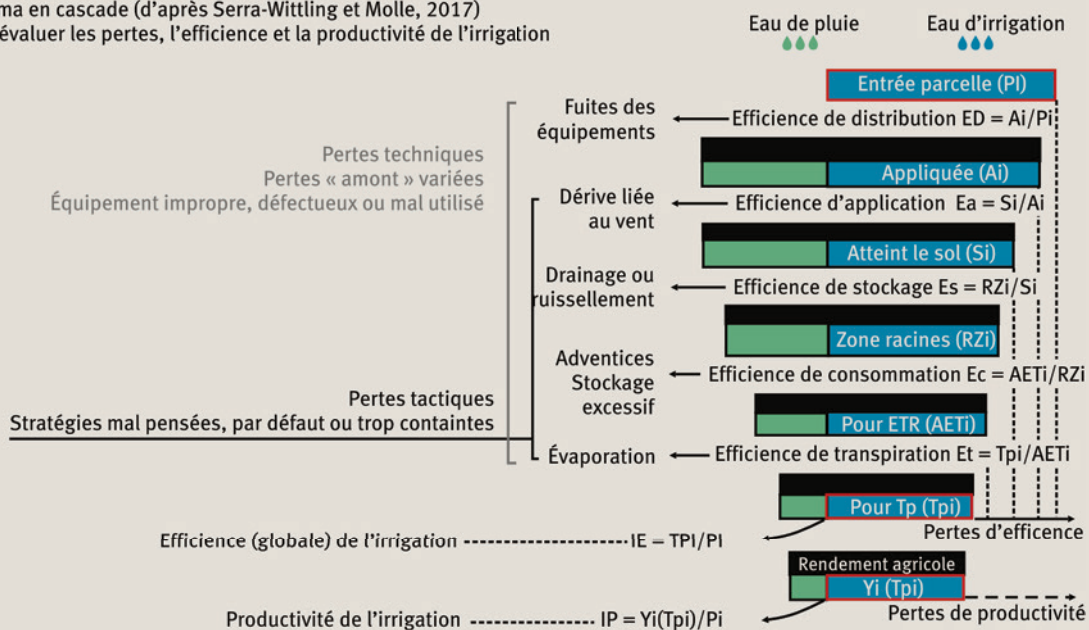 ma en cascade (d’après Serra-Wittling et Molle, 2017)
évaluer les pertes, l’efficience et la productivité de l’irrigation
Eau de pluie
Eau d’irrigation
Entrée parcelle (PI)
Fuites des
équipements
Efficience de distribution ED = Ai/Pi
Pertes techniques
Pertes « amont » variées
Équipement impropre, défectueux ou mal utilisé
Appliquée (Ai)
Dérive liée
au vent
Efficience d’application Ea = Si/Ai
Atteint le sol (Si)
Drainage ou
ruissellement
Efficience de stockage Es = RZi/Si
Zone racines (RZi)
Adventices
Stockage
excessif
Efficience de consommation Ec = AETi/RZi
Pertes tactiques
Stratégies mal pensées, par défaut ou trop containtes
Pour ETR (AETi)
Évaporation
Efficience de transpiration Et = Tpi/AETi
Pour Tp (Tpi)
Pertes d’efficence
Efficience (globale) de l’irrigation
IE = TPI/PI
Rendement agricole
Yi (Tpi)
Pertes de productivité
Productivité de l’irrigation
IP = Yi(Tpi)/Pi